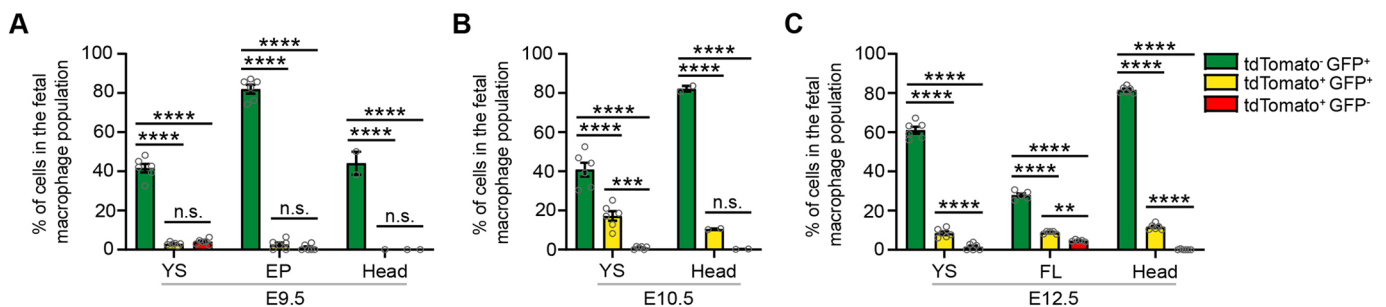 A
% of cells in the fetal
macrophage population
100
80
60
40
20
0
****
****
n.s.
****
****
n.s.
****
****
n.s.
YS
EP
Head
E9.5
B
% of cells in the fetal
macrophage population
100
80
60
40
20
0
****
****
***
****
****
n.s.
YS
Head
E10.5
C
% of cells in the fetal
macrophage population
100
80
60
40
20
0
****
****
****
****
****
**
****
****
****
YS
FL
Head
E12.5
tdTomato⁻ GFP⁺
tdTomato⁺ GFP⁺
tdTomato⁺ GFP⁻